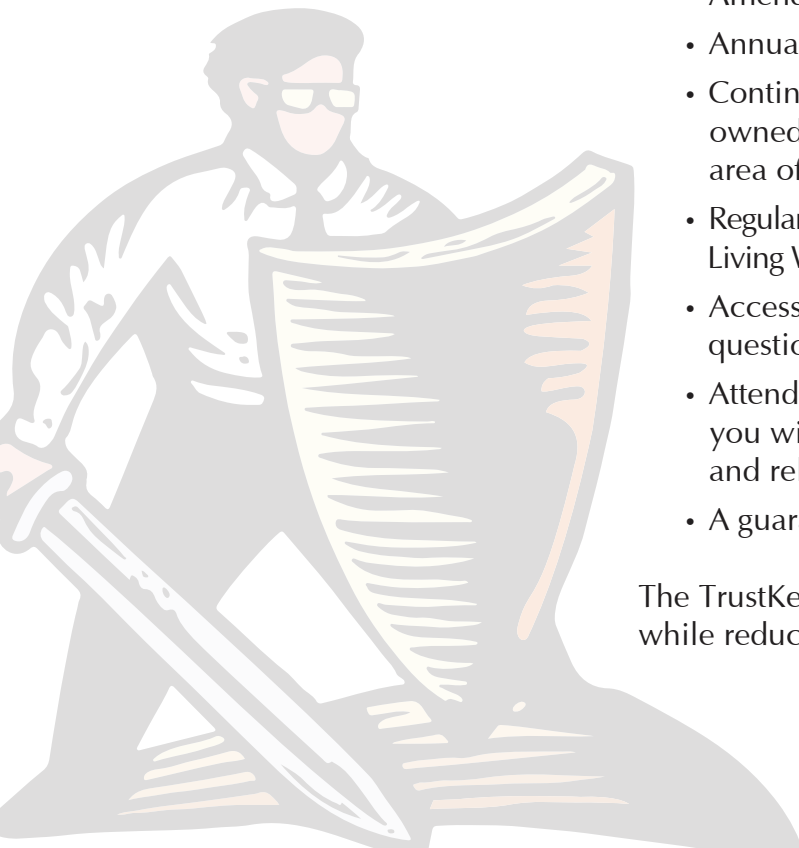 • Annua
• Contin
owned
area of
• Regular
Living
• Access
questio
• Attend
you wi
and rel
• A guar
The TrustKe
while reduc